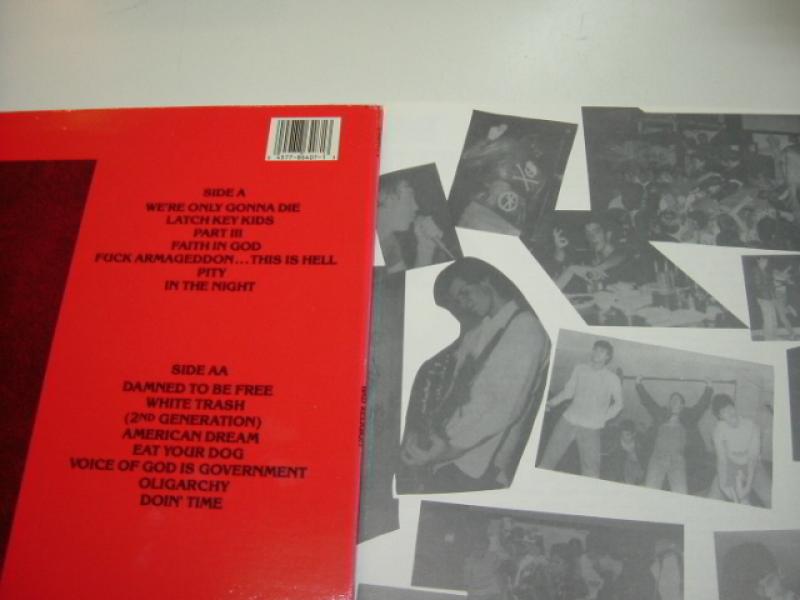 SIDE A
WE'RE ONLY GONNA DIE
LATCH KEY KIDS
PART III
FAITH IN GOD
FUCK ARMAGEDDON...THIS IS HELL
PITY
IN THE NIGHT
SIDE AA
DAMNED TO BE FREE
WHITE TRASH
(2ND GENERATION)
AMERICAN DREAM
EAT YOUR DOG
VOICE OF GOD IS GOVERNMENT
OLIGARCHY
DOIN' TIME